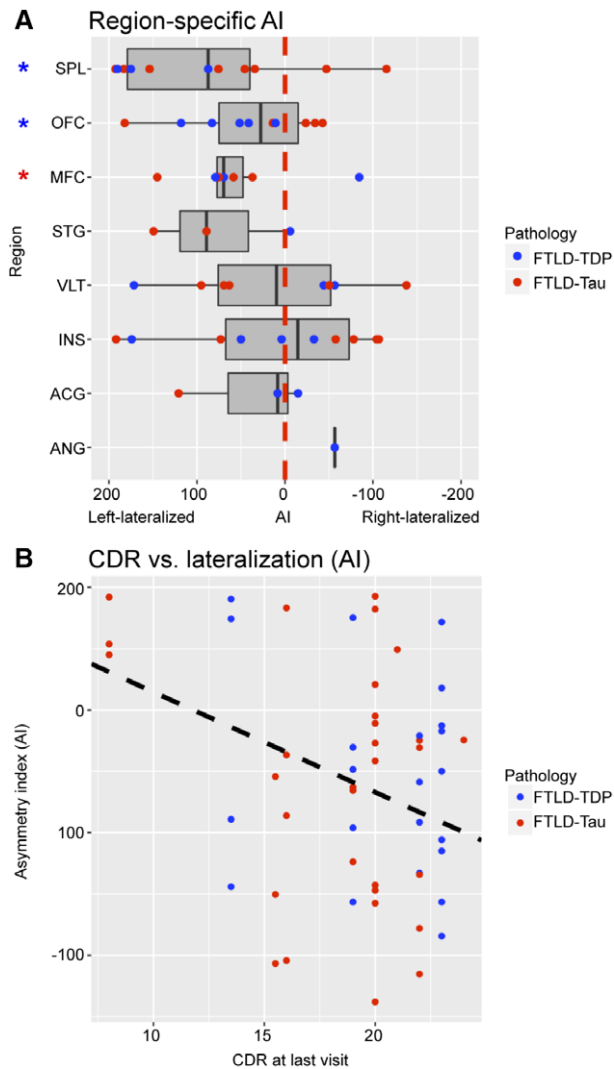 A Region-specific AI
* SPL
* OFC
* MFC
STG
VLT
INS
ACG
ANG
Region
200 100 0 -100 -200
Left-lateralized AI Right-lateralized
Pathology
FTLD-TDP
FTLD-Tau
B CDR vs. lateralization (AI)
200
0
100
-100
Asymmetry index (AI)
10 15 20
CDR at last visit
Pathology
FTLD-TDP
FTLD-Tau